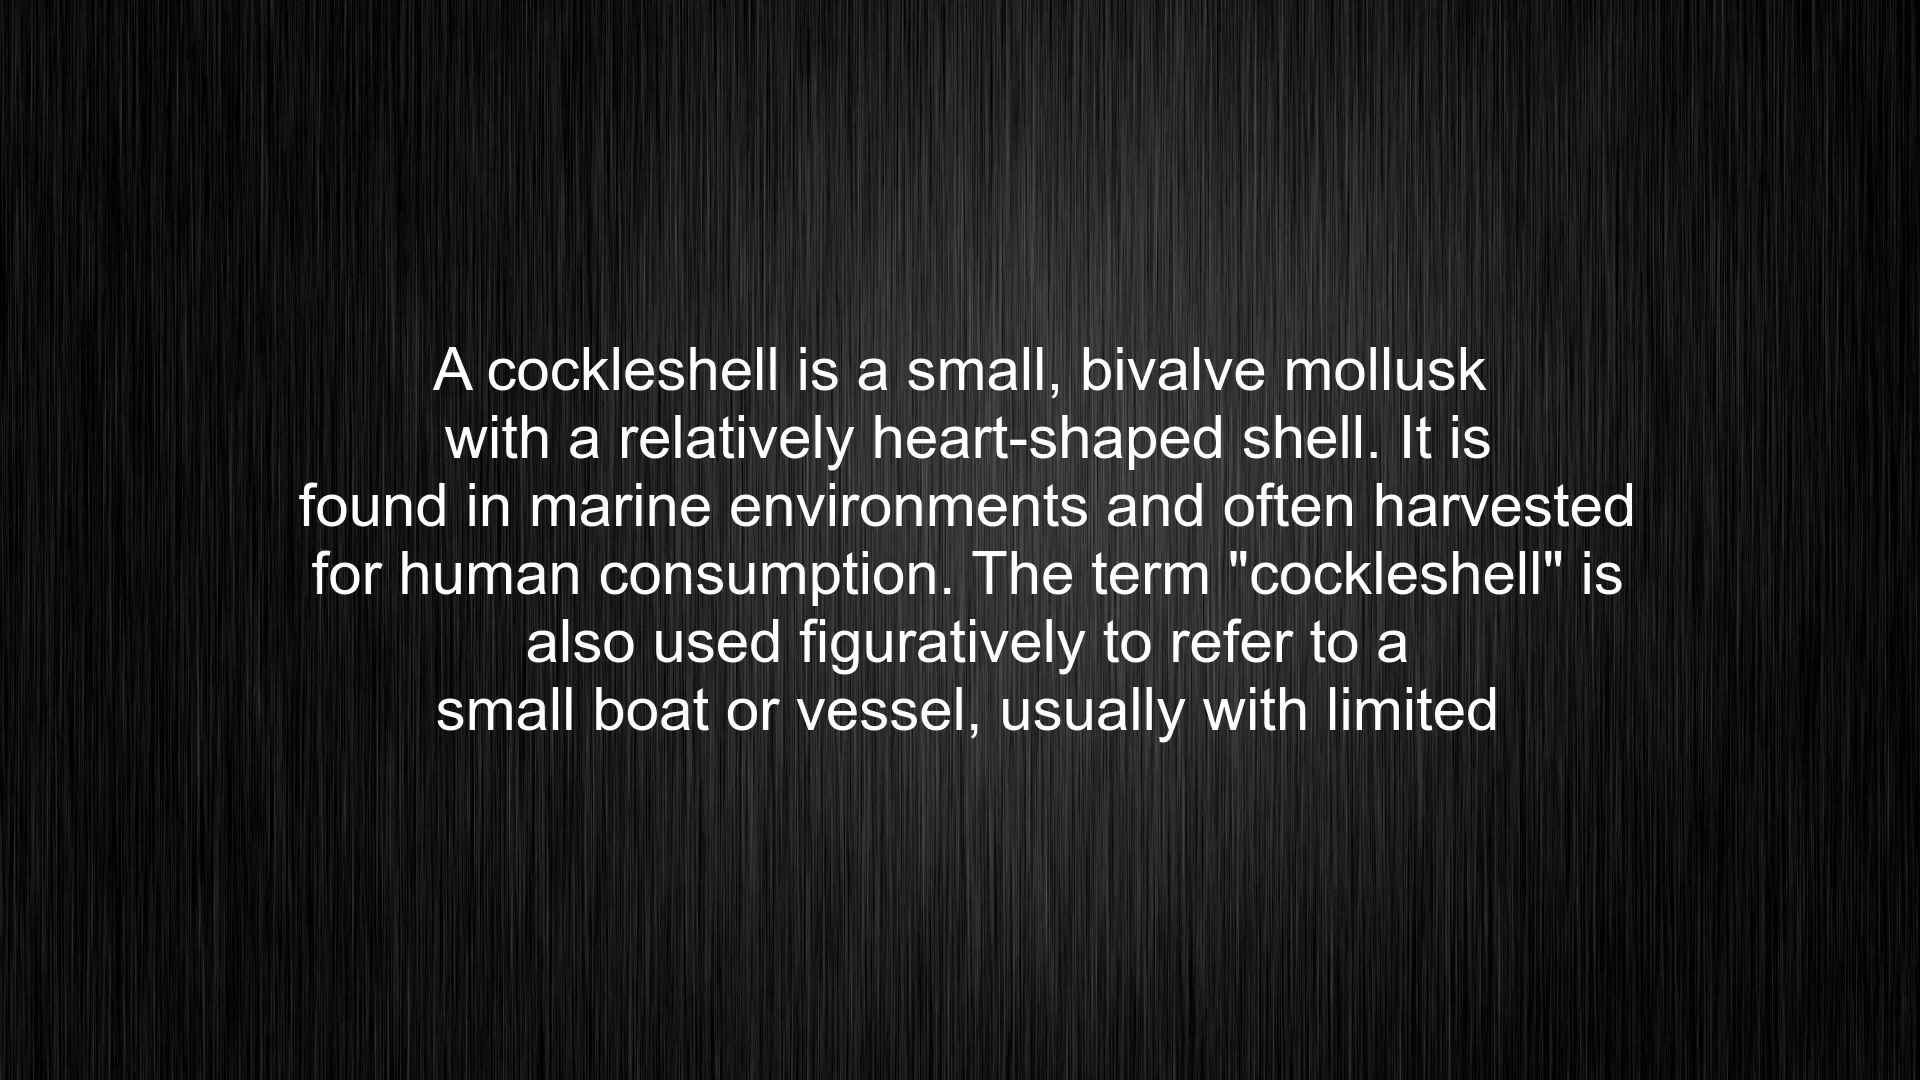 A cockleshell is a small, bivalve mollusk
with a relatively heart-shaped shell. It is
found in marine environments and often harvested
for human consumption. The term "cockleshell" is
also used figuratively to refer to a
small boat or vessel, usually with limited